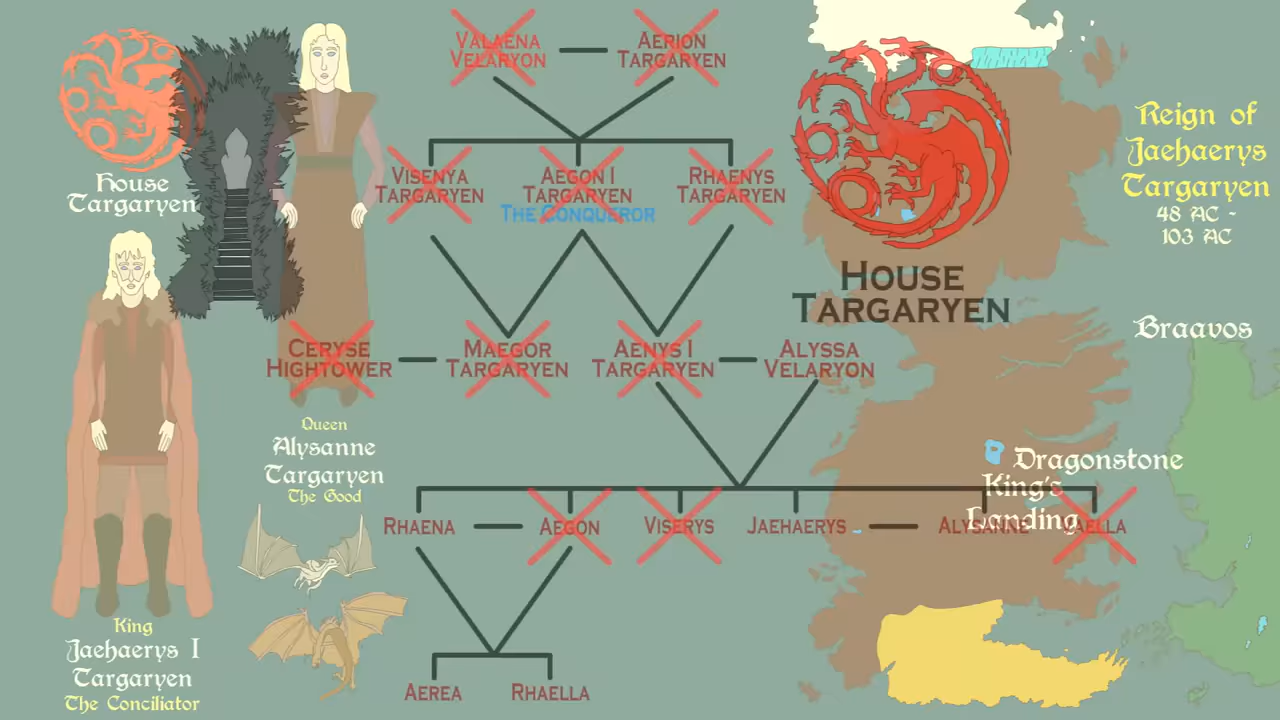 House
Targaryen
Valaena
Velaryon
Aerion
Targaryen
Visenya
Targaryen
Aegon I
Targaryen
The Conqueror
Rhaenys
Targaryen
House
Targaryen
Reign of
Jaehaerys
Targaryen
48 AC -
103 AC
Braavos
Ceryse
Hightower
Maegor
Targaryen
Aenys I
Targaryen
Alyssa
Velaryon
Queen
Alysanne
Targaryen
The Good
Dragonstone
King's
Landing
Rhaena
Aegon
Viserys
Jaehaerys
Alysanne
Vaella
King
Jaehaerys I
Targaryen
The Conciliator
Aerea
Rhaella